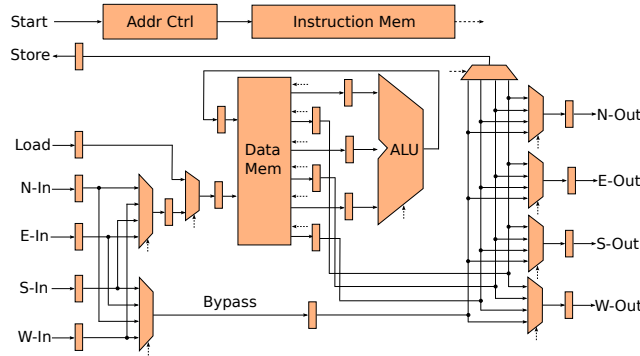 Start
Addr Ctrl
Instruction Mem
Store
N-Out
Load
Data
Mem
ALU
N-In
E-Out
E-In
S-Out
S-In
Bypass
W-Out
W-In